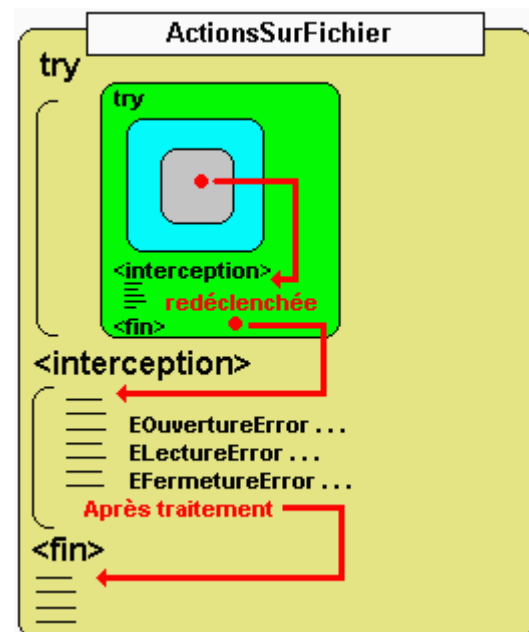 ActionsSurFichier
try
try
<interception>
redéclenchée
<fin>
<interception>
EOuvertureError . . .
ELectureError . . .
EFermetureError . . .
Après traitement
<fin>